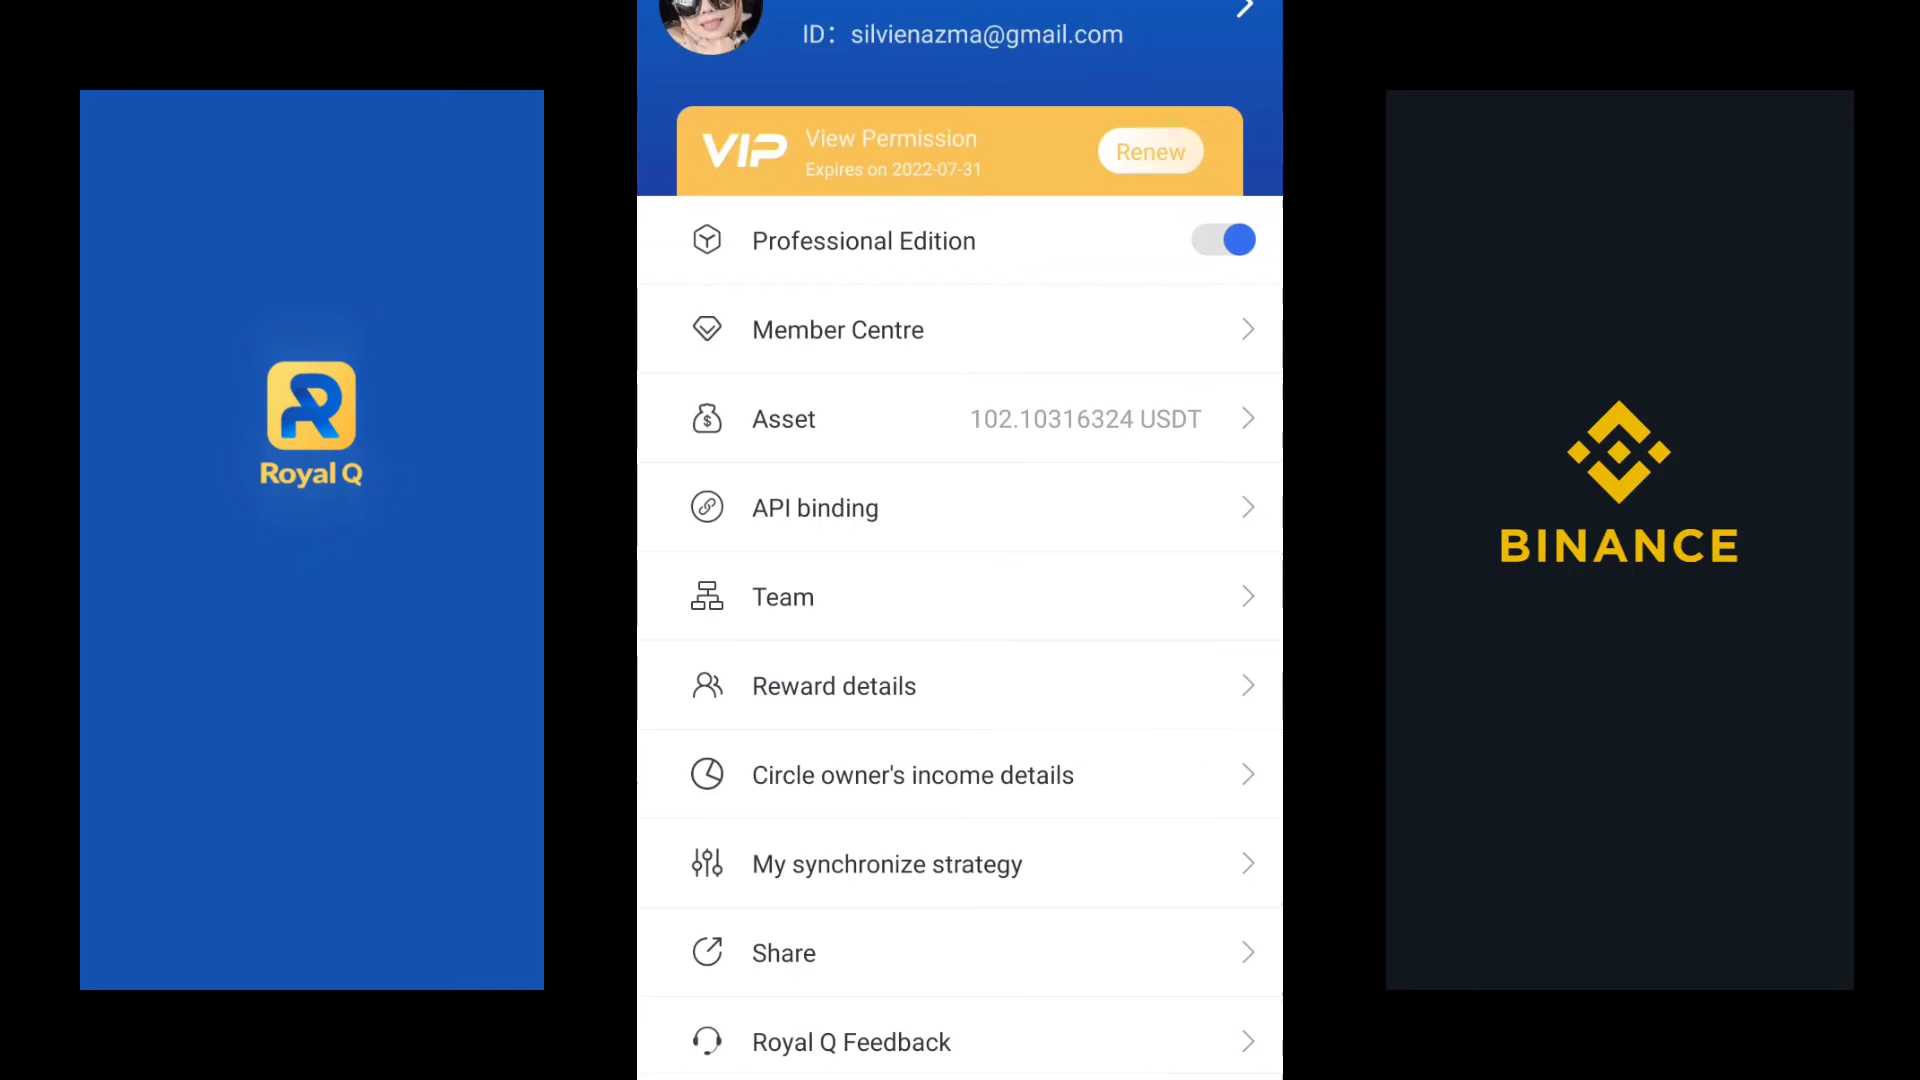 ID： silvienazma@gmail.com
VIP
View Permission
Expires on 2022-07-31
Renew
Professional Edition
Member Centre
Asset 102.10316324 USDT
API binding
Team
Reward details
Circle owner's income details
My synchronize strategy
Share
Royal Q Feedback
R
Royal Q
BINANCE